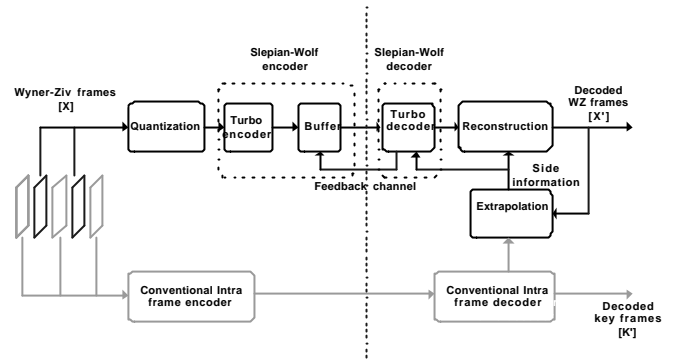 Slepian-Wolf
encoder
Slepian-Wolf
decoder
Wyner-Ziv frames
[X]
Decoded
WZ frames
[X']
Quantization
Turbo
encoder
Buffer
Turbo
decoder
Reconstruction
Feedback channel
Side
information
Extrapolation
Conventional Intra
frame encoder
Conventional Intra
frame decoder
Decoded
key frames
[K']